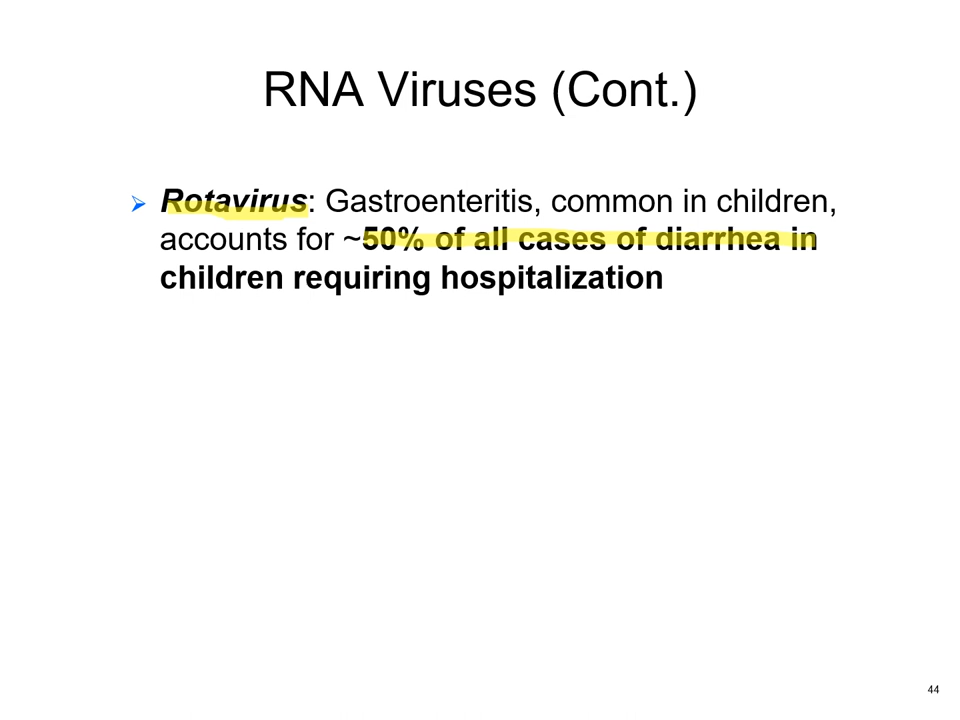 RNA Viruses (Cont.)
Rotavirus: Gastroenteritis, common in children,
accounts for ~50% of all cases of diarrhea in
children requiring hospitalization
44